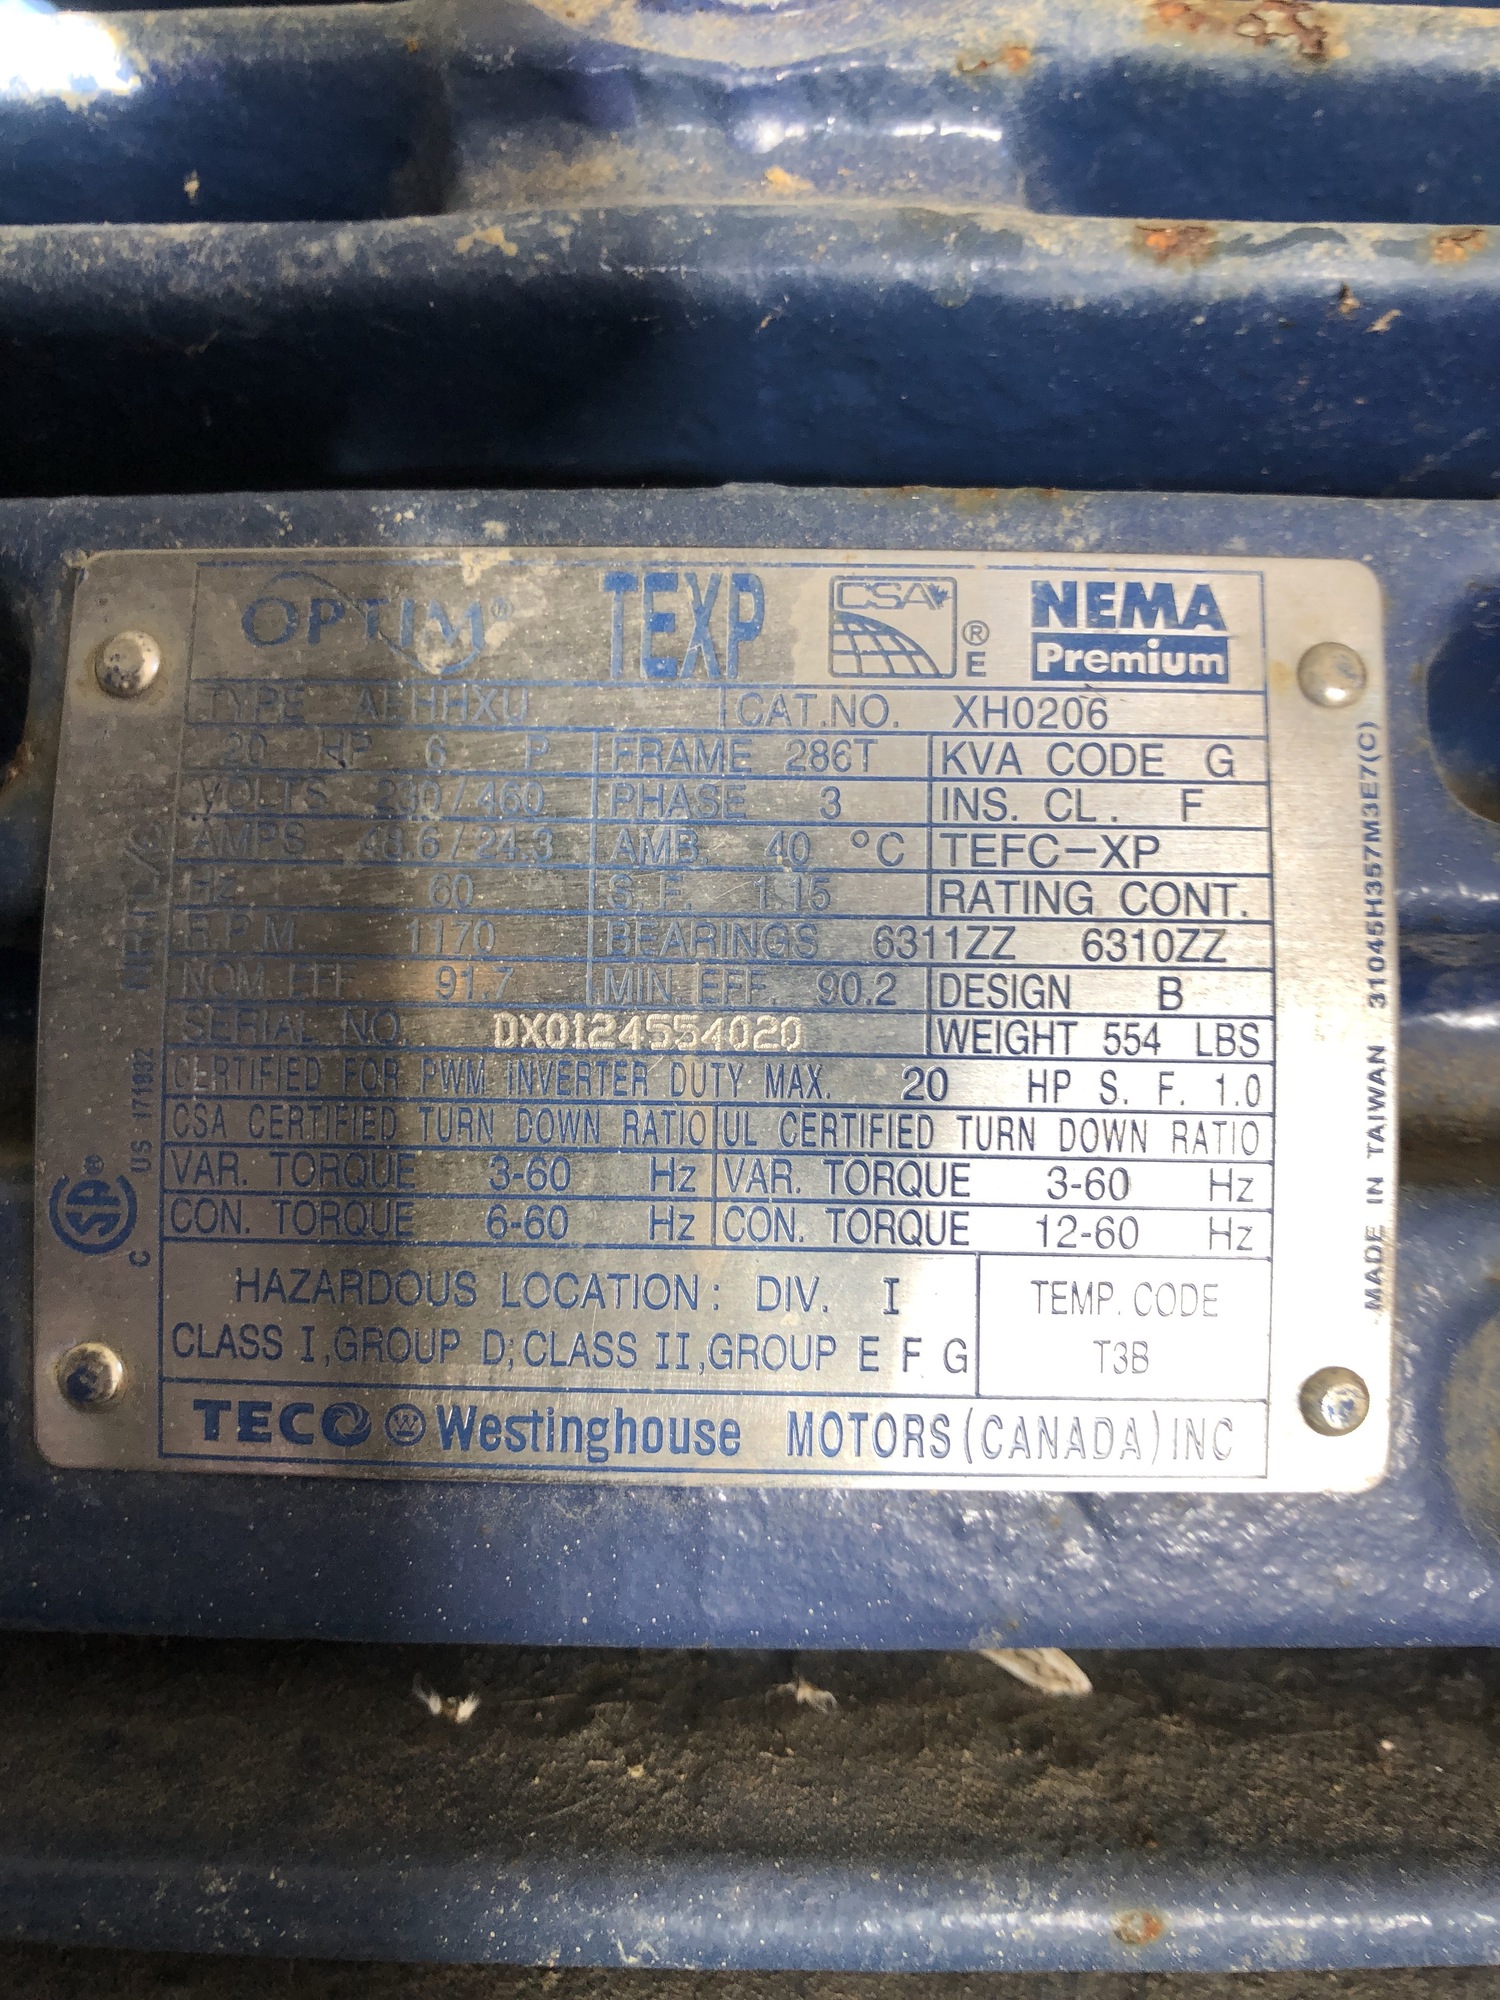 OPTIM® TEXP CSA ® E NEMA Premium
TYPE AEHHXU CAT.NO. XH0206
20 HP 6 P FRAME 286T KVA CODE G
VOLTS 230/460 PHASE 3 INS. CL. F
AMPS 48.6/24.3 AMB. 40 °C TEFC-XP
Hz 60 S.F. 1.15 RATING CONT.
R.P.M. 1170 BEARINGS 6311ZZ 6310ZZ
NOM.EFF 91.7 MIN EFF. 90.2 DESIGN B
SERIAL NO. DX0124554020 WEIGHT 554 LBS
CERTIFIED FOR PWM INVERTER DUTY MAX. 20 HP S. F. 1.0
CSA CERTIFIED TURN DOWN RATIO UL CERTIFIED TURN DOWN RATIO
VAR. TORQUE 3-60 Hz VAR. TORQUE 3-60 Hz
CON. TORQUE 6-60 Hz CON. TORQUE 12-60 Hz
HAZARDOUS LOCATION: DIV. I TEMP. CODE
CLASS I,GROUP D;CLASS II,GROUP E F G T3B
TECO W Westinghouse MOTORS (CANADA) INC
C SA ® US 171832
MADE IN TAIWAN 31045H357M3E7(C)